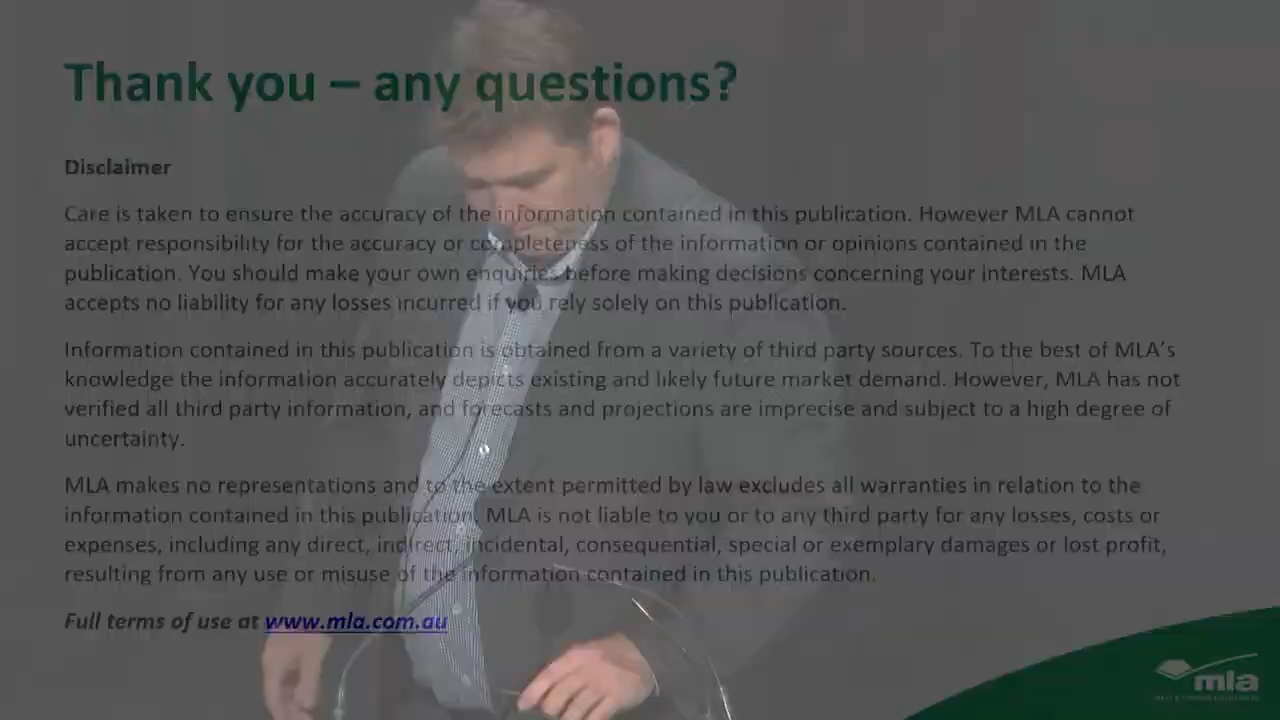 Thank you – any questions?
Disclaimer
Care is taken to ensure the accuracy of the information contained in this publication. However MLA cannot
accept responsibility for the accuracy or completeness of the information or opinions contained in the
publication. You should make your own enquiries before making decisions concerning your interests. MLA
accepts no liability for any losses incurred if you rely solely on this publication.
Information contained in this publication is obtained from a variety of third party sources. To the best of MLA's
knowledge the information accurately depicts existing and likely future market demand. However, MLA has not
verified all third party information, and forecasts and projections are imprecise and subject to a high degree of
uncertainty.
MLA makes no representations and to the extent permitted by law excludes all warranties in relation to the
information contained in this publication. MLA is not liable to you or to any third party for any losses, costs or
expenses, including any direct, indirect, incidental, consequential, special or exemplary damages or lost profit,
resulting from any use or misuse of the information contained in this publication.
Full terms of use at www.mla.com.au
mla